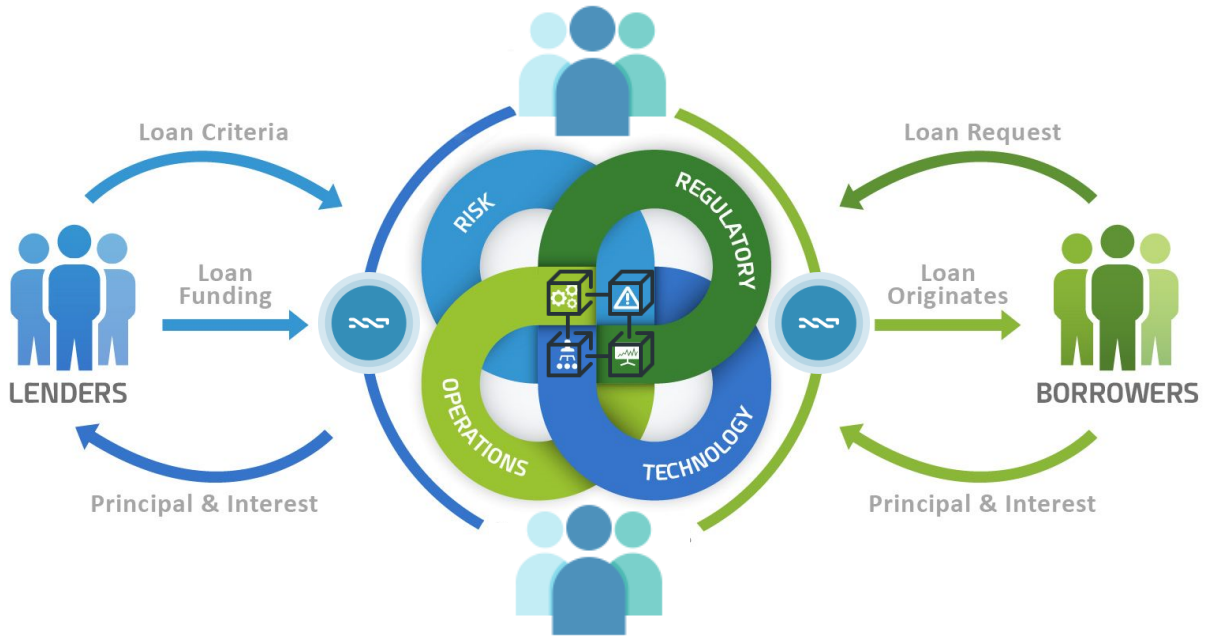 Loan Criteria
Loan Request
RISK
REGULATORY
Loan
Funding
Loan
Originates
LENDERS
BORROWERS
OPERATIONS
TECHNOLOGY
Principal & Interest
Principal & Interest